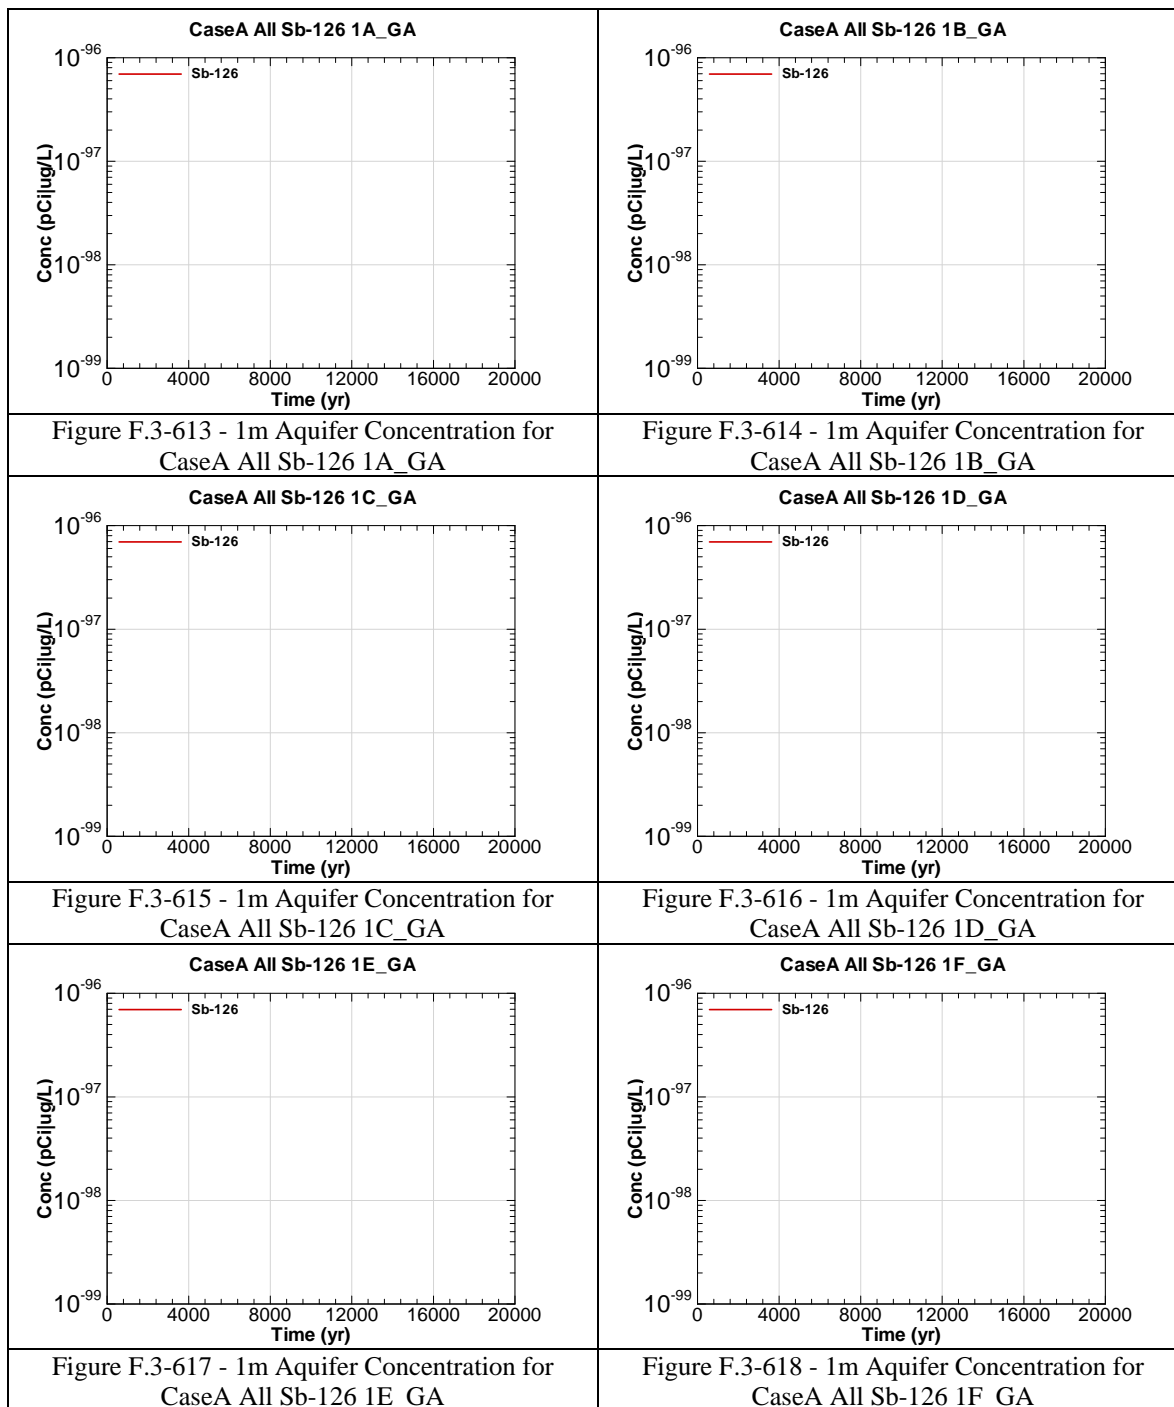 CaseA All Sb-126 1A_GA
10-96
Sb-126
10-97
Conc (pCi|ug/L)
10-98
10-99
0 4000 8000 12000 16000 20000
Time (yr)
Figure F.3-613 - 1m Aquifer Concentration for
CaseA All Sb-126 1A_GA
CaseA All Sb-126 1B_GA
10-96
Sb-126
10-97
Conc (pCi|ug/L)
10-98
10-99
0 4000 8000 12000 16000 20000
Time (yr)
Figure F.3-614 - 1m Aquifer Concentration for
CaseA All Sb-126 1B_GA
CaseA All Sb-126 1C_GA
10-96
Sb-126
10-97
Conc (pCi|ug/L)
10-98
10-99
0 4000 8000 12000 16000 20000
Time (yr)
Figure F.3-615 - 1m Aquifer Concentration for
CaseA All Sb-126 1C_GA
CaseA All Sb-126 1D_GA
10-96
Sb-126
10-97
Conc (pCi|ug/L)
10-98
10-99
0 4000 8000 12000 16000 20000
Time (yr)
Figure F.3-616 - 1m Aquifer Concentration for
CaseA All Sb-126 1D_GA
CaseA All Sb-126 1E_GA
10-96
Sb-126
10-97
Conc (pCi|ug/L)
10-98
10-99
0 4000 8000 12000 16000 20000
Time (yr)
Figure F.3-617 - 1m Aquifer Concentration for
CaseA All Sb-126 1E_GA
CaseA All Sb-126 1F_GA
10-96
Sb-126
10-97
Conc (pCi|ug/L)
10-98
10-99
0 4000 8000 12000 16000 20000
Time (yr)
Figure F.3-618 - 1m Aquifer Concentration for
CaseA All Sb-126 1F_GA